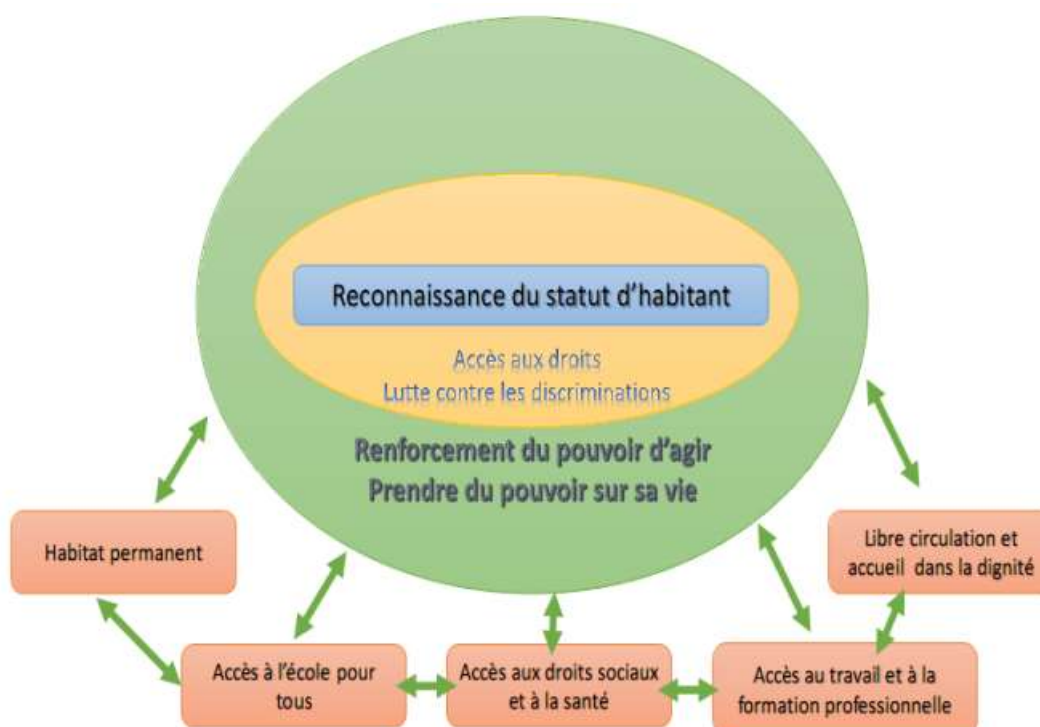 Reconnaissance du statut d'habitant
Accès aux droits
Lutte contre les discriminations
Renforcement du pouvoir d'agir
Prendre du pouvoir sur sa vie
Habitat permanent
Libre circulation et
accueil dans la dignité
Accès à l'école pour
tous
Accès aux droits sociaux
et à la santé
Accès au travail et à la
formation professionnelle